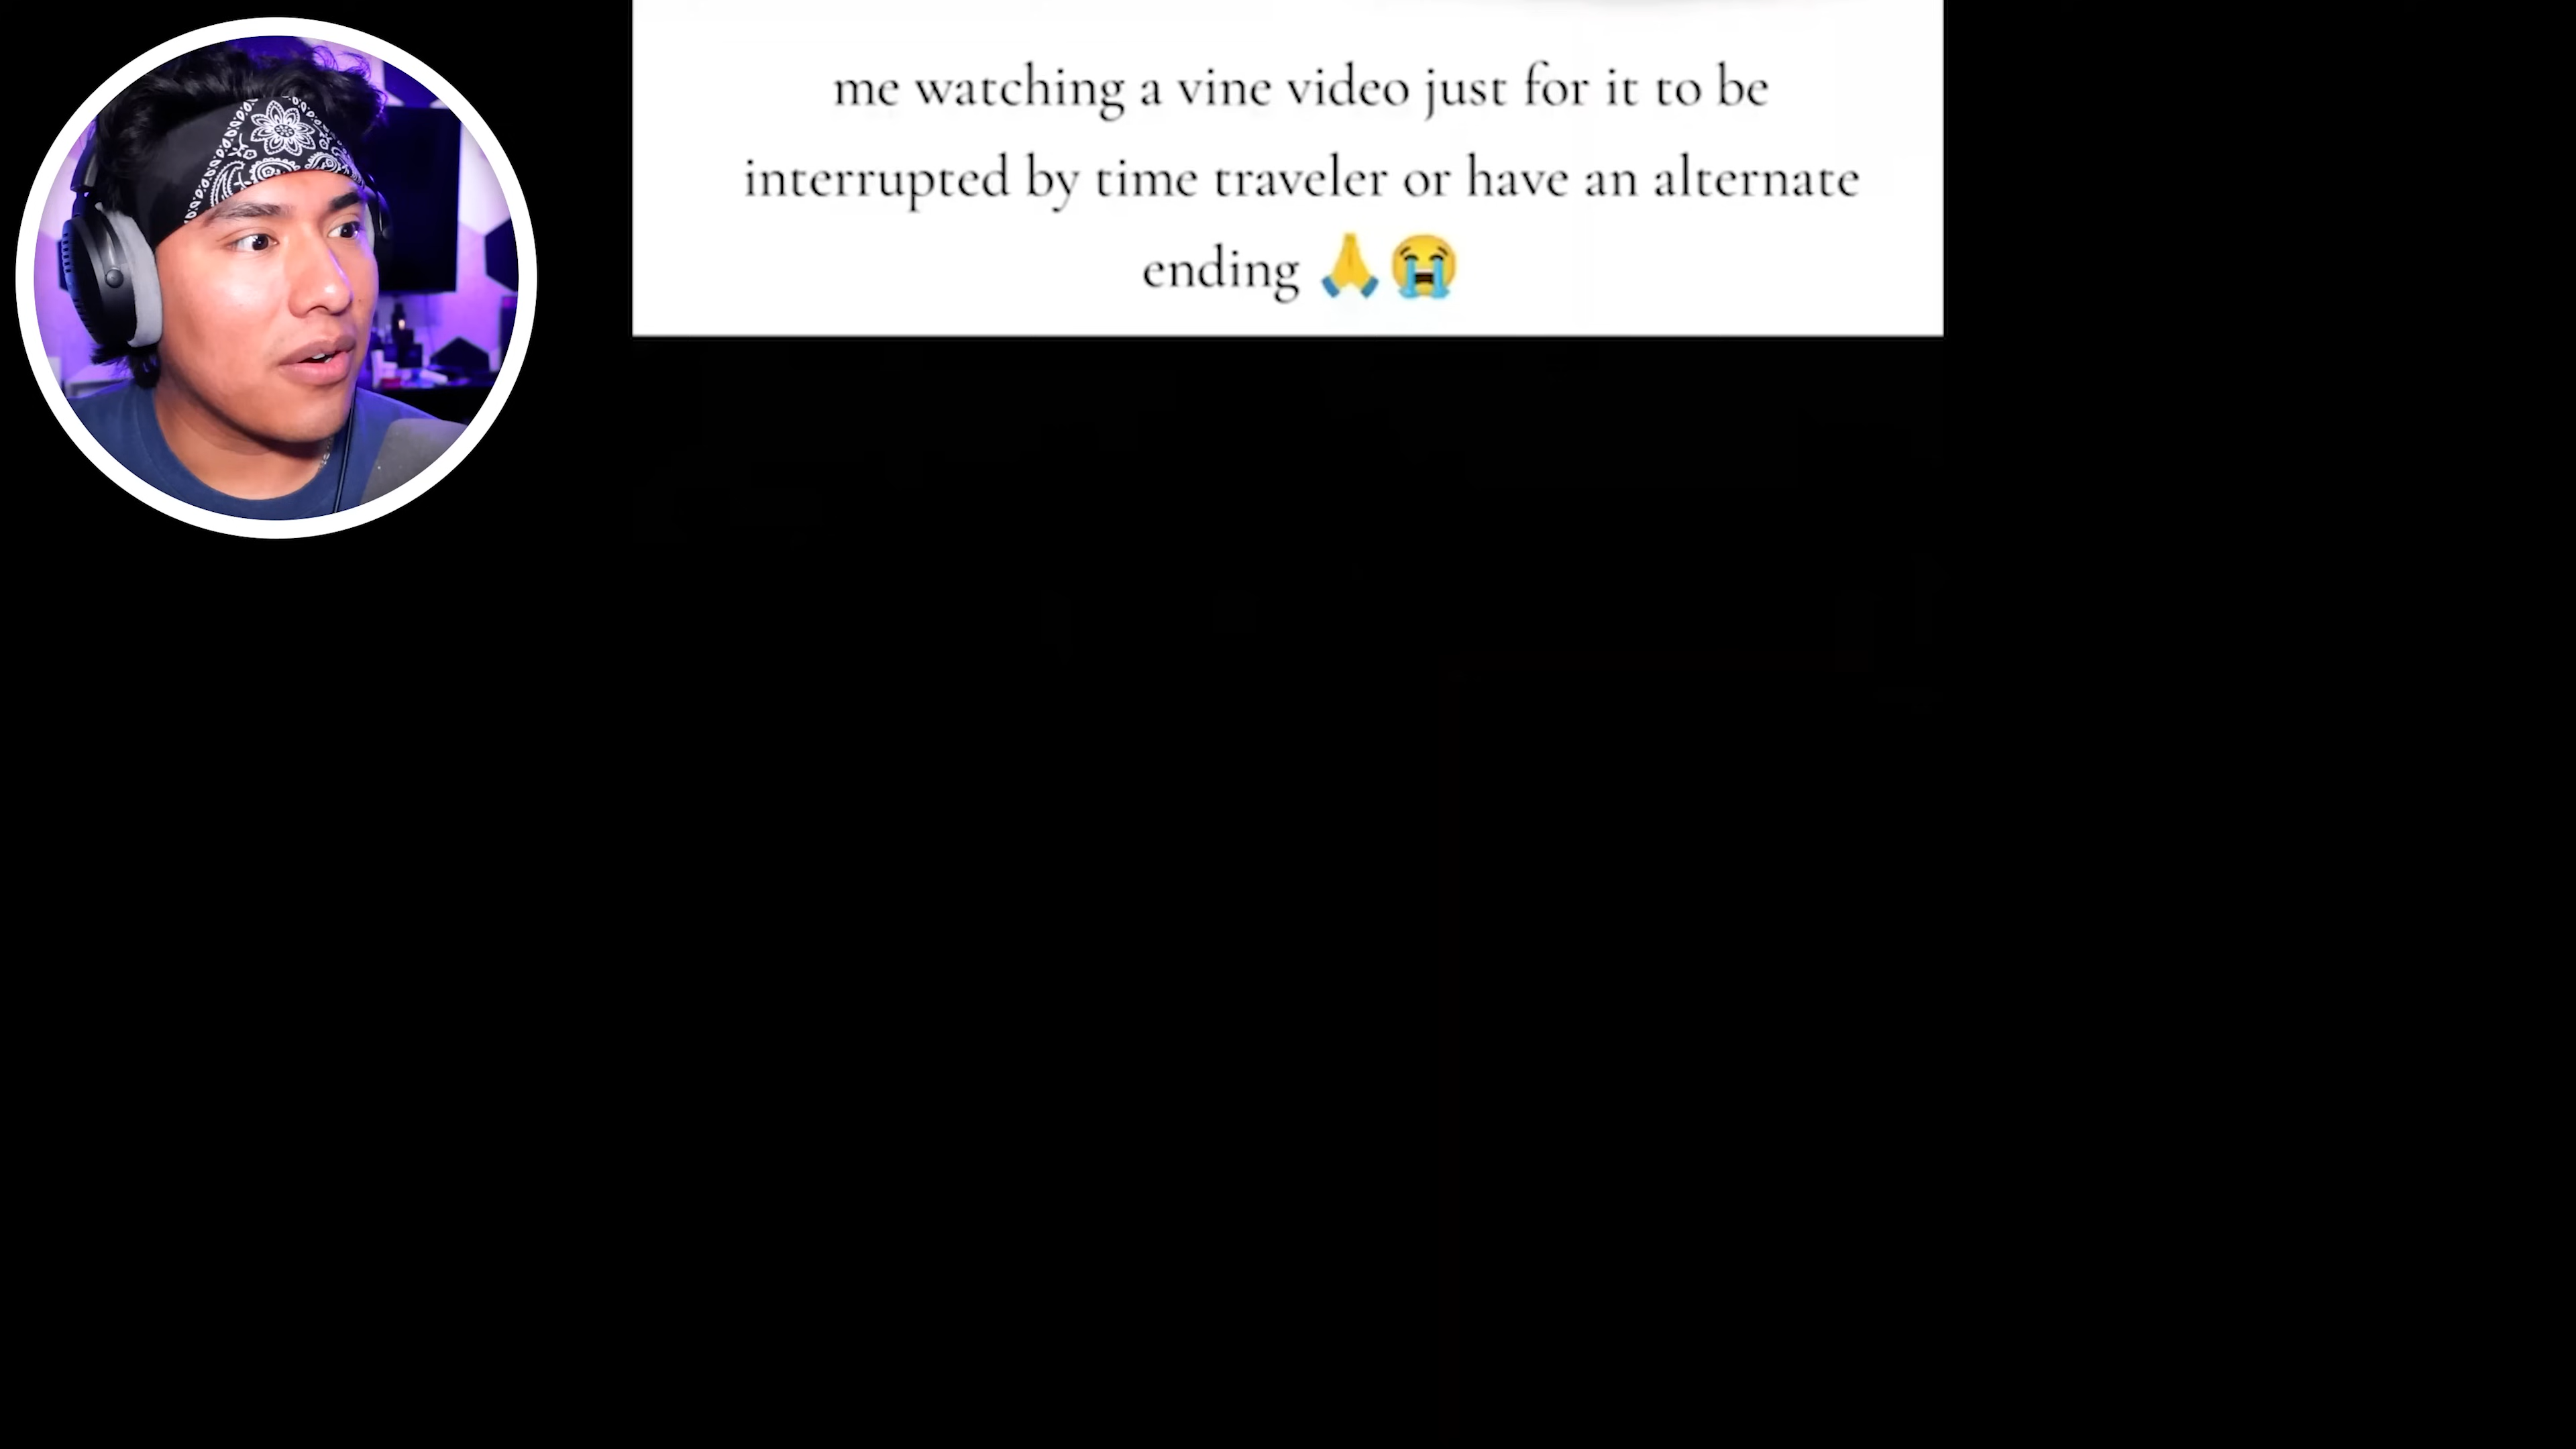 me watching a vine video just for it to be
interrupted by time traveler or have an alternate
ending 🙏😭